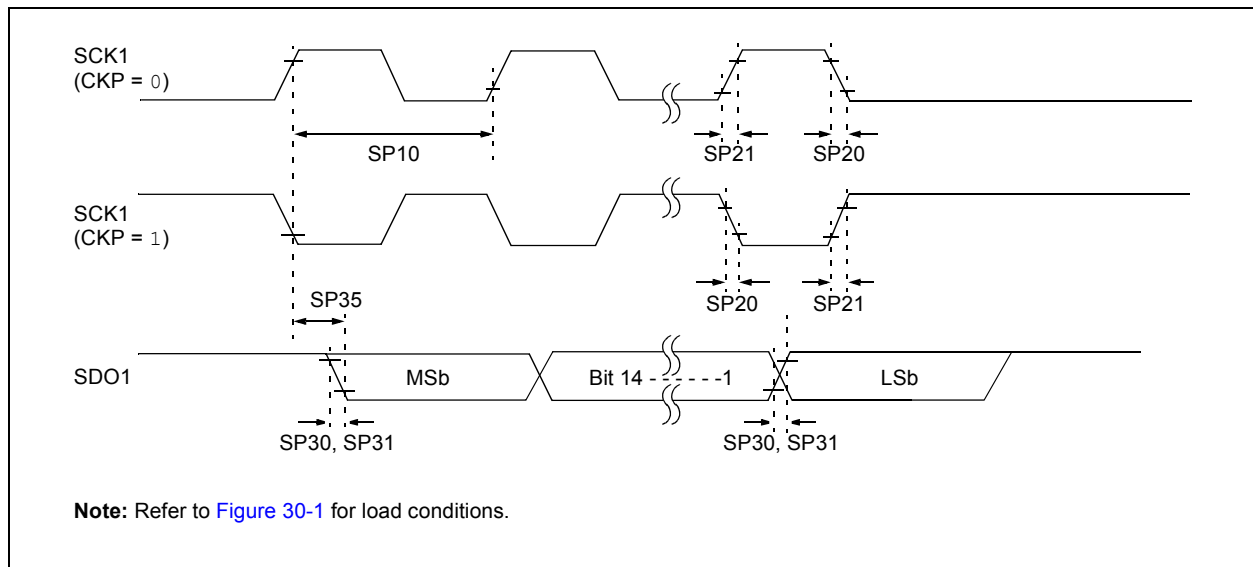 SCK1
(CKP = 0)
SP10
SP21
SP20
SCK1
(CKP = 1)
SP20
SP21
SP35
SDO1
MSb
Bit 14 - - - - - -1
LSb
SP30, SP31
SP30, SP31
Note: Refer to Figure 30-1 for load conditions.